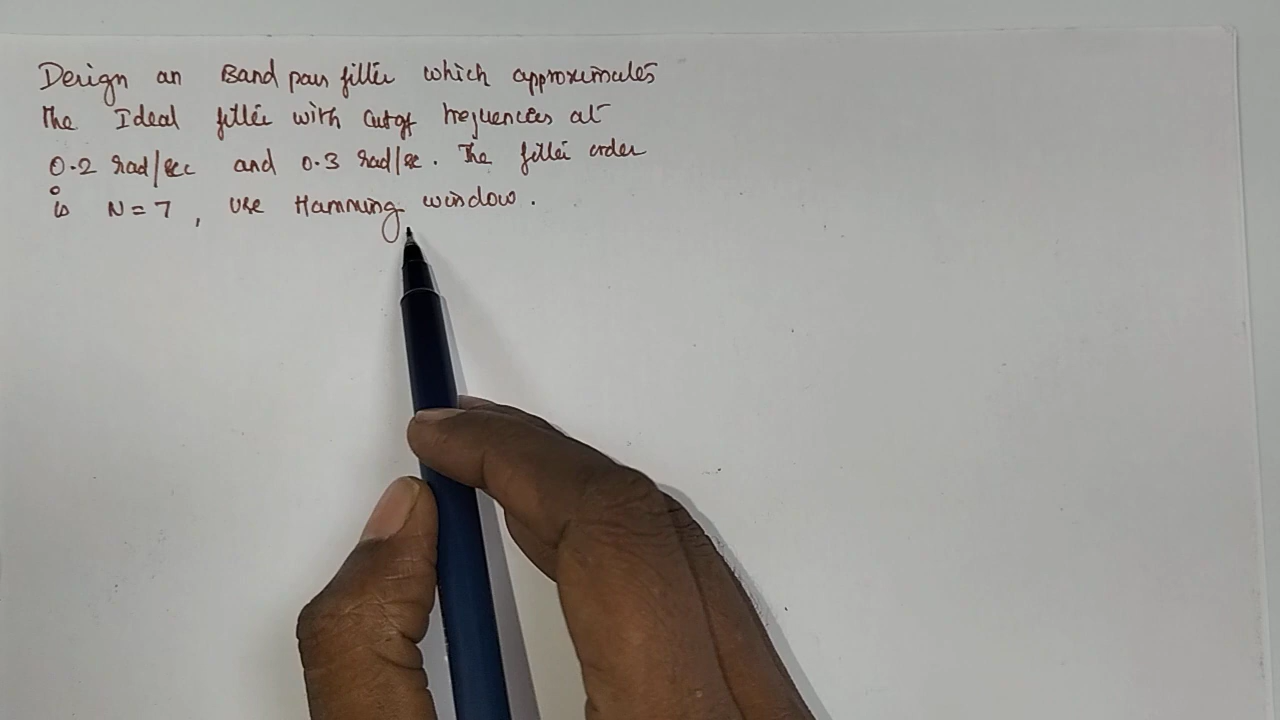 Design an Band pass filter which approximates
the Ideal filter with cutoff frequencies at
0.2 rad/sec and 0.3 rad/sec. The filter order
is N = 7, use Hamming window.